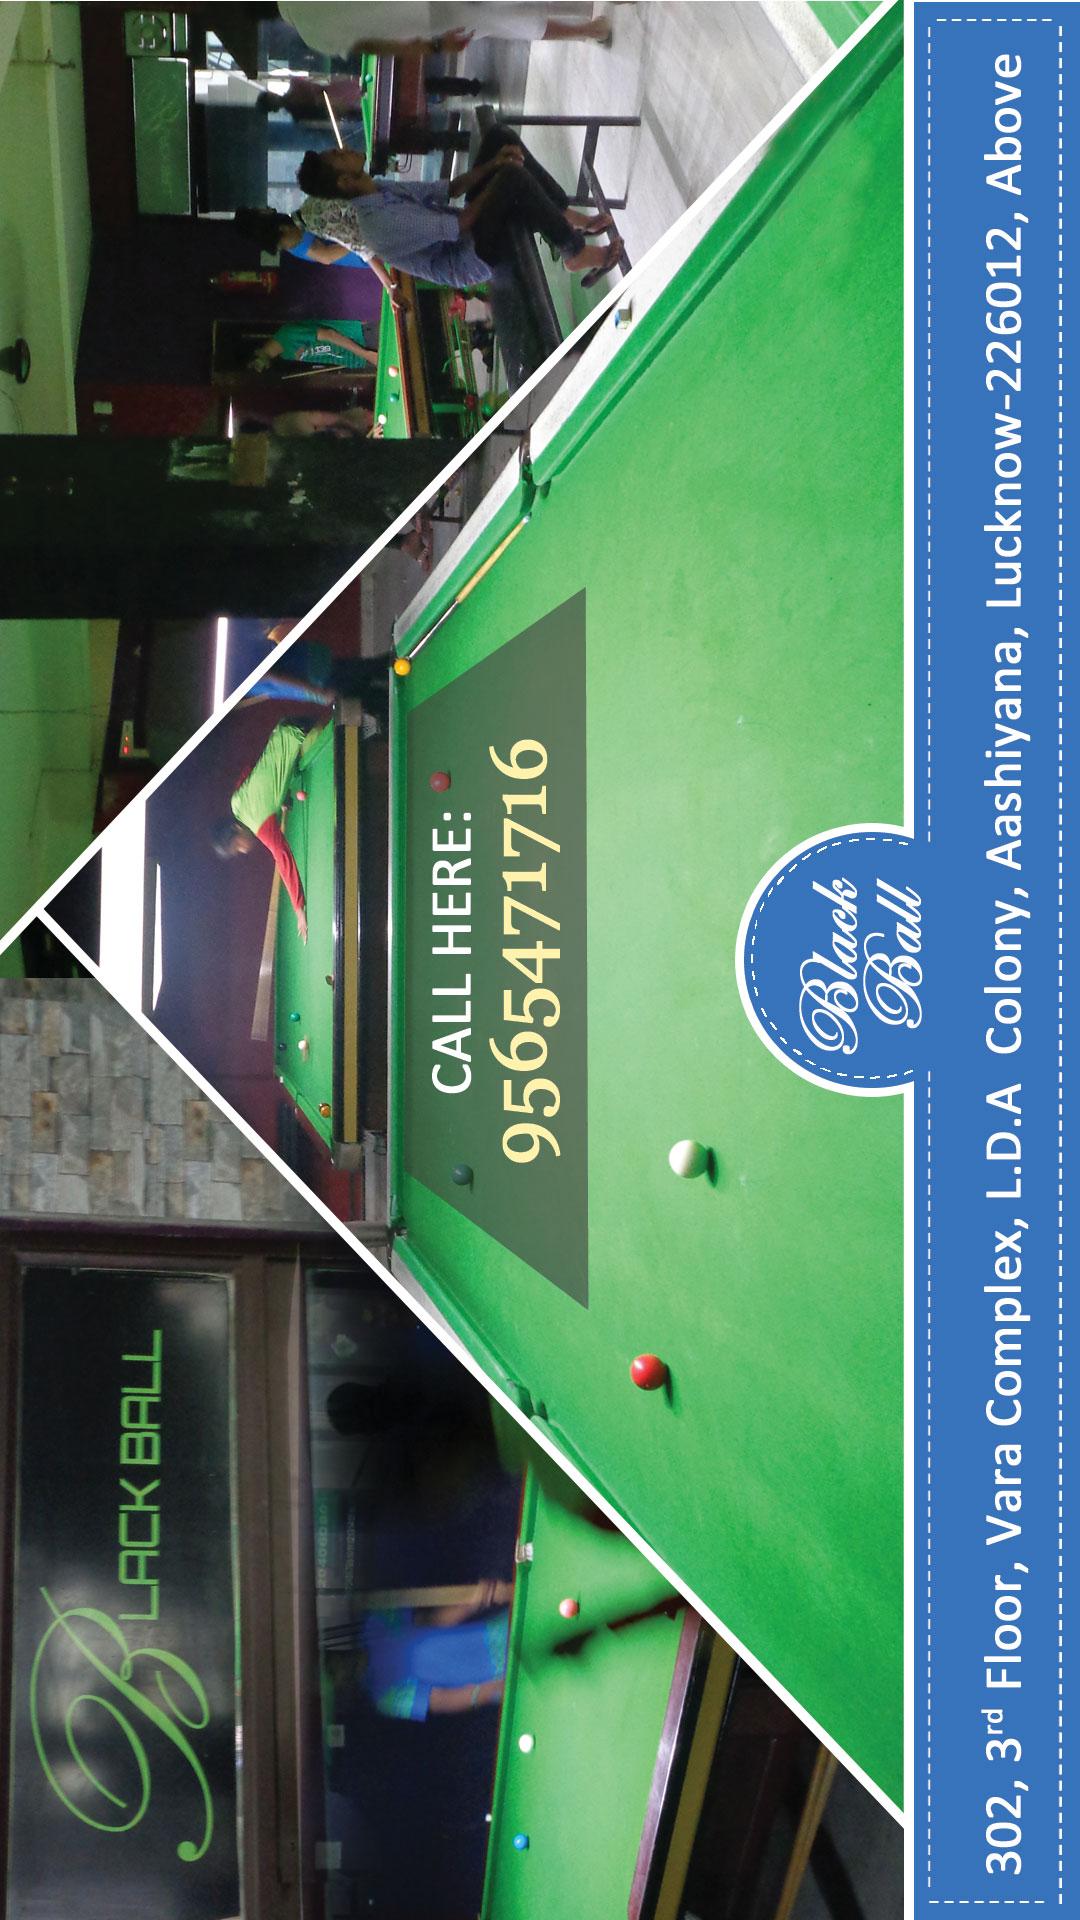 BLACK BALL
CALL HERE:
9565471716
Black
Ball
302, 3rd Floor, Vara Complex, L.D.A Colony, Aashiyana, Lucknow-226012, Above